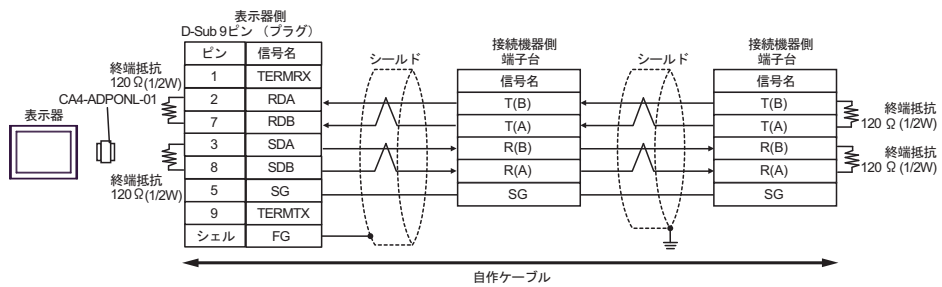 表示器側
D-Sub 9ピン （プラグ）
ピン 信号名
1 TERMRX
2 RDA
7 RDB
3 SDA
8 SDB
5 SG
9 TERMTX
シェル FG
終端抵抗
120 Ω(1/2W)
CA4-ADPONL-01
表示器
終端抵抗
120 Ω(1/2W)
シールド
接続機器側
端子台
信号名
T(B)
T(A)
R(B)
R(A)
SG
シールド
接続機器側
端子台
信号名
T(B)
T(A)
R(B)
R(A)
SG
終端抵抗
120 Ω (1/2W)
終端抵抗
120 Ω (1/2W)
自作ケーブル